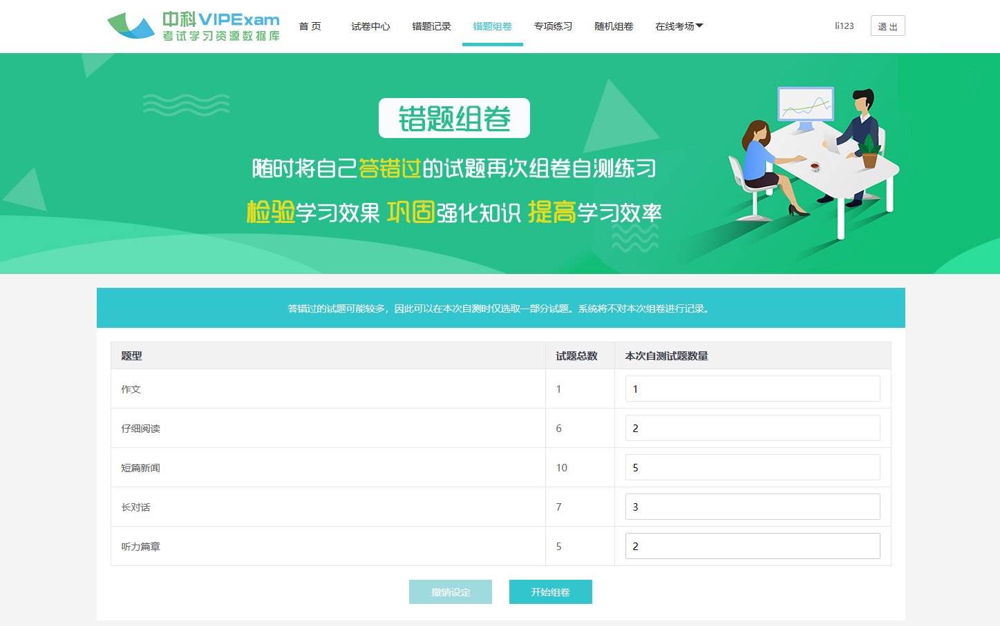 中科VIPExam
考试学习资源数据库
首 页 试卷中心 错题记录 错题组卷 专项练习 随机组卷 在线考场 li123 退 出
错题组卷
随时将自己答错过的试题再次组卷自测练习
检验学习效果 巩固强化知识 提高学习效率
答错过的试题可能较多，因此可以在本次自测时仅选取一部分试题。系统将不对本次组卷进行记录。
题型 试题总数 本次自测试题数量
作文 1 1
仔细阅读 6 2
短篇新闻 10 5
长对话 7 3
听力篇章 5 2
撤销设定 开始组卷